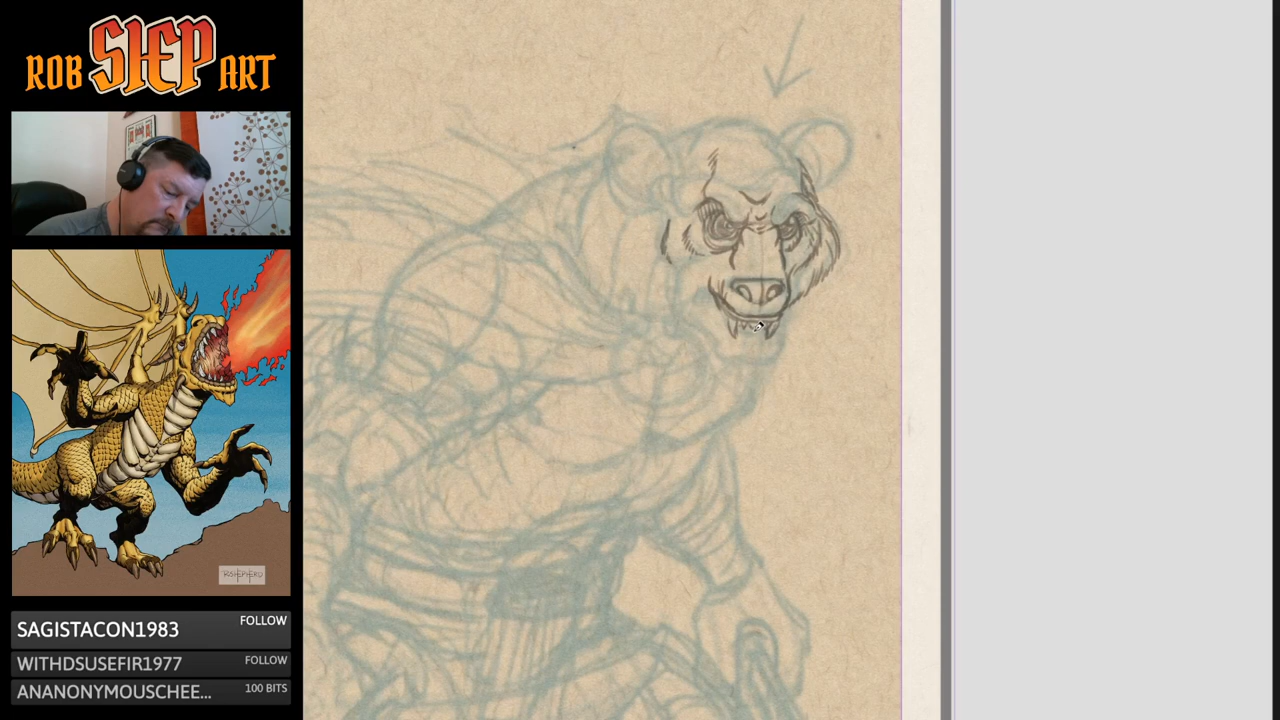 ROB SIEP ART
SAGISTACON1983 FOLLOW
WITHDSUSEFIR1977 FOLLOW
ANANONYMOUSCHEE... 100 BITS